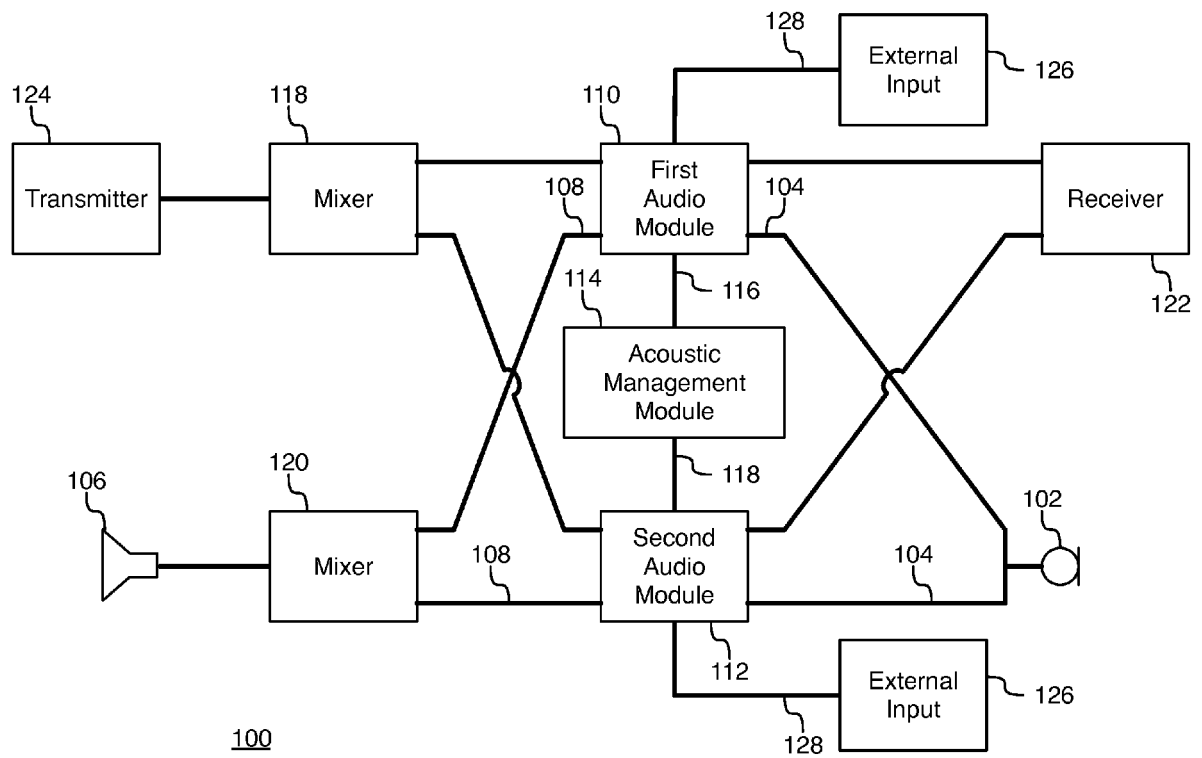 128
External
Input
126
124
118
110
Transmitter
Mixer
First
Audio
Module
108
104
Receiver
122
116
114
Acoustic
Management
Module
118
106
120
Mixer
108
Second
Audio
Module
104
102
112
External
Input
126
128
100